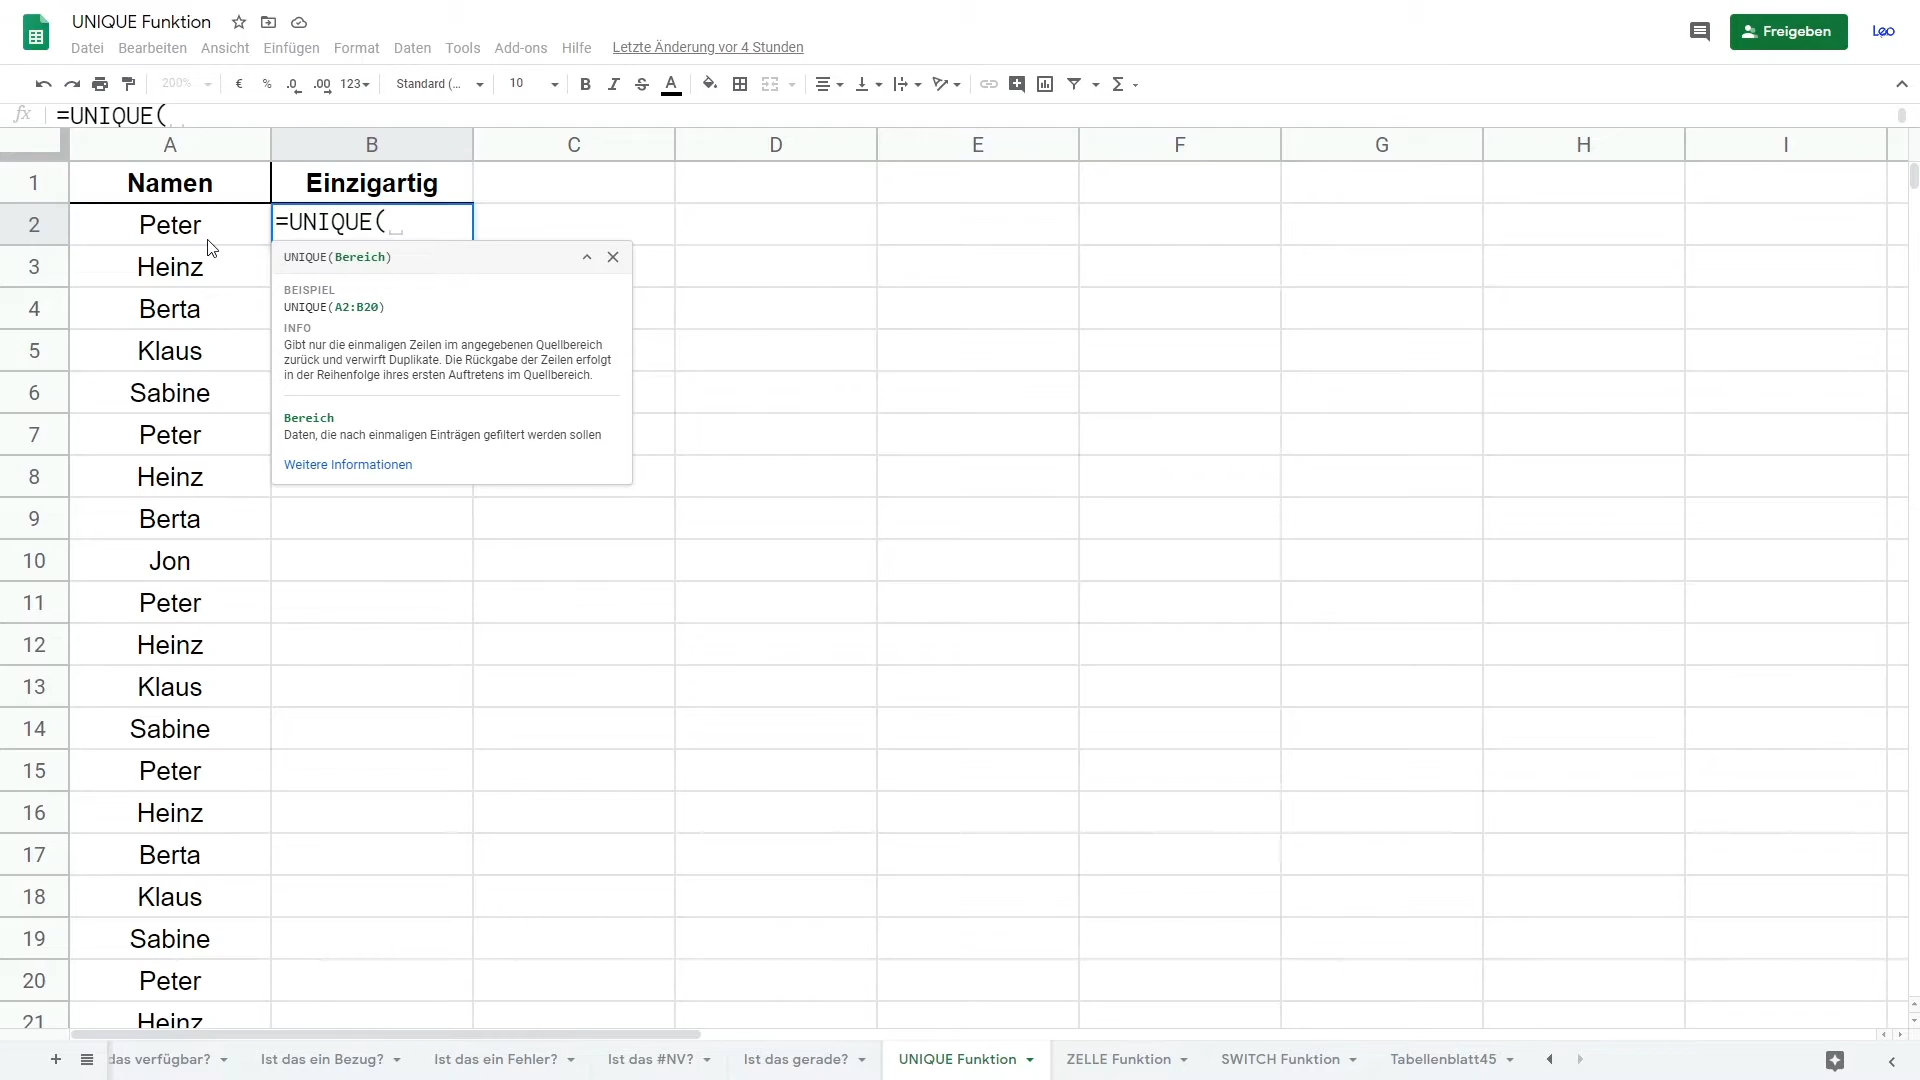 UNIQUE Funktion
Datei Bearbeiten Ansicht Einfügen Format Daten Tools Add-ons Hilfe Letzte Änderung vor 4 Stunden
Freigeben
Leo
200% € % .0 .00 123 Standard (... 10 B I S A Σ
fx =UNIQUE(
A B C D E F G H I
1 Namen Einzigartig
2 Peter =UNIQUE(
3 Heinz
4 Berta
5 Klaus
6 Sabine
7 Peter
8 Heinz
9 Berta
10 Jon
11 Peter
12 Heinz
13 Klaus
14 Sabine
15 Peter
16 Heinz
17 Berta
18 Klaus
19 Sabine
20 Peter
21 Heinz
UNIQUE(Bereich)
BEISPIEL
UNIQUE(A2:B20)
INFO
Gibt nur die einmaligen Zeilen im angegebenen Quellbereich
zurück und verwirft Duplikate. Die Rückgabe der Zeilen erfolgt
in der Reihenfolge ihres ersten Auftretens im Quellbereich.
Bereich
Daten, die nach einmaligen Einträgen gefiltert werden sollen
Weitere Informationen
das verfügbar? Ist das ein Bezug? Ist das ein Fehler? Ist das #NV? Ist das gerade? UNIQUE Funktion ZELLE Funktion SWITCH Funktion Tabellenblatt45